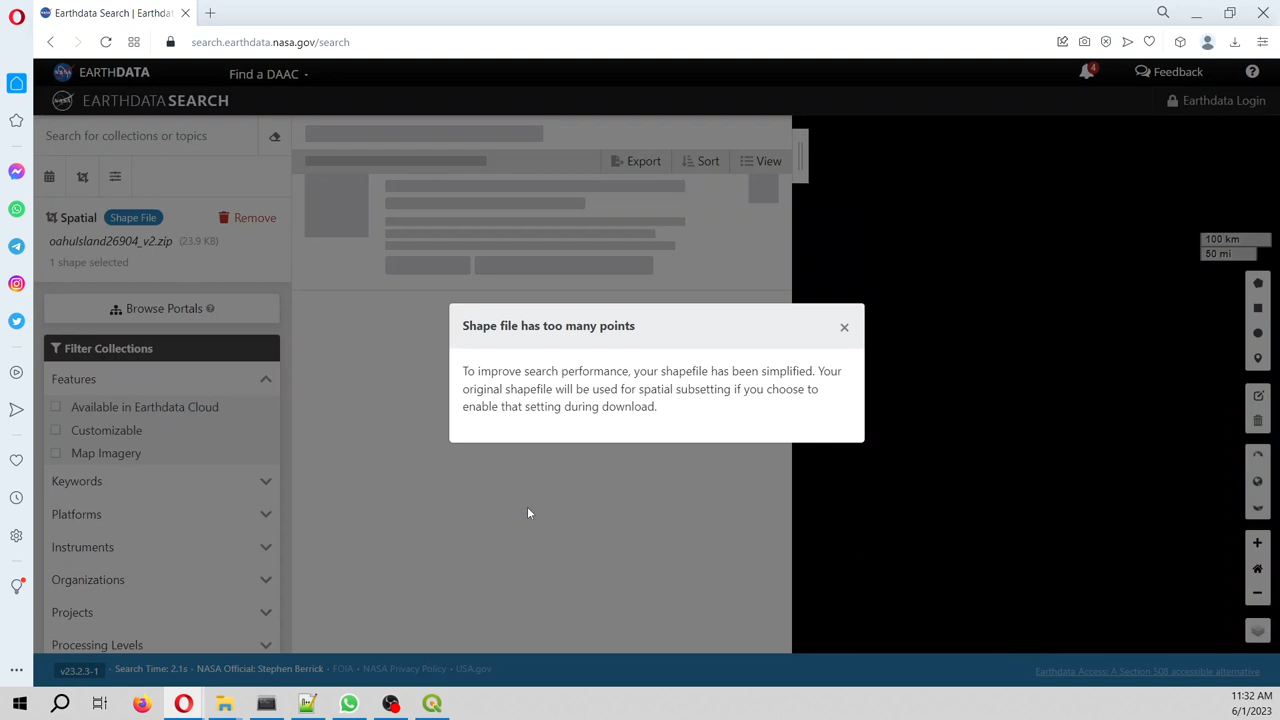 Earthdata Search | Earthdat
search.earthdata.nasa.gov/search
EARTHDATA
Find a DAAC
4
Feedback
EARTHDATA SEARCH
Earthdata Login
Search for collections or topics
Export
Sort
View
Spatial
Shape File
Remove
oahuIsland26904_v2.zip (23.9 KB)
1 shape selected
100 km
50 mi
Browse Portals
Shape file has too many points
Filter Collections
To improve search performance, your shapefile has been simplified. Your
original shapefile will be used for spatial subsetting if you choose to
enable that setting during download.
Features
Available in Earthdata Cloud
Customizable
Map Imagery
Keywords
Platforms
Instruments
Organizations
Projects
Processing Levels
v23.2.3-1
Search Time: 2.1s
NASA Official: Stephen Berrick
FOIA
NASA Privacy Policy
USA.gov
Earthdata Access: A Section 508 accessible alternative
11:32 AM
6/1/2023